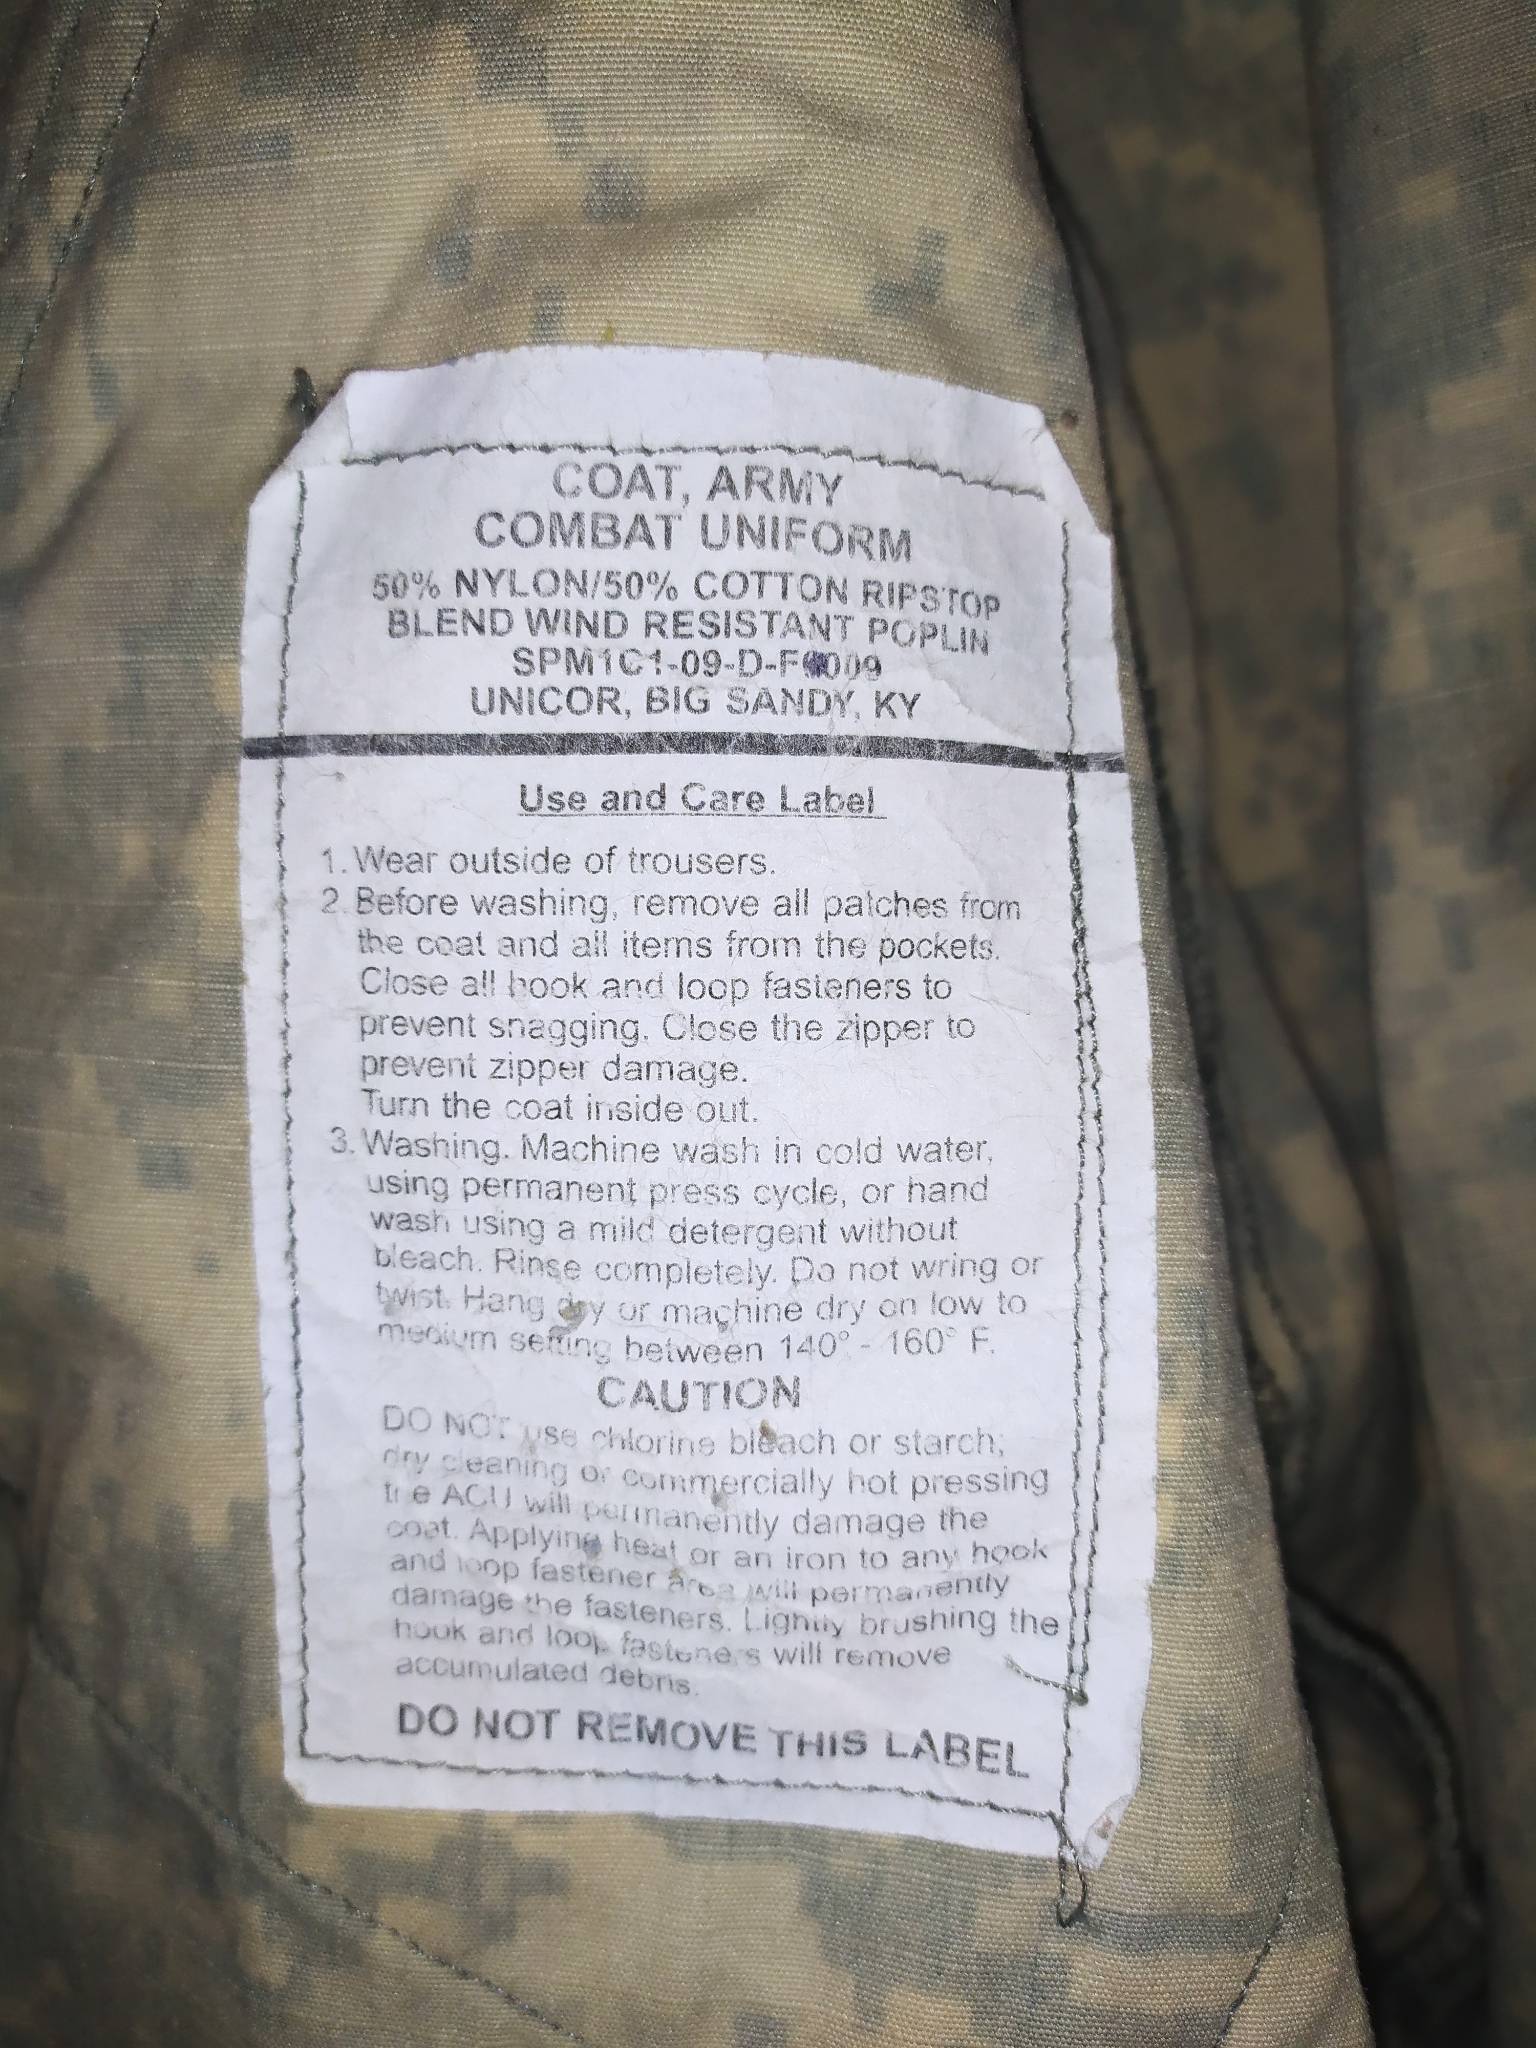 COAT, ARMY
COMBAT UNIFORM
50% NYLON/50% COTTON RIPSTOP
BLEND WIND RESISTANT POPLIN
SPM1C1-09-D-F0009
UNICOR, BIG SANDY, KY
Use and Care Label
1. Wear outside of trousers.
2. Before washing, remove all patches from
the coat and all items from the pockets.
Close all hook and loop fasteners to
prevent snagging. Close the zipper to
prevent zipper damage.
Turn the coat inside out.
3. Washing. Machine wash in cold water,
using permanent press cycle, or hand
wash using a mild detergent without
bleach. Rinse completely. Do not wring or
twist. Hang dry or machine dry on low to
medium setting between 140° - 160° F.
CAUTION
DO NOT use chlorine bleach or starch;
dry cleaning or commercially hot pressing
the ACU will permanently damage the
coat. Applying heat or an iron to any hook
and loop fastener area will permanently
damage the fasteners. Lightly brushing the
hook and loop fasteners will remove
accumulated debris.
DO NOT REMOVE THIS LABEL